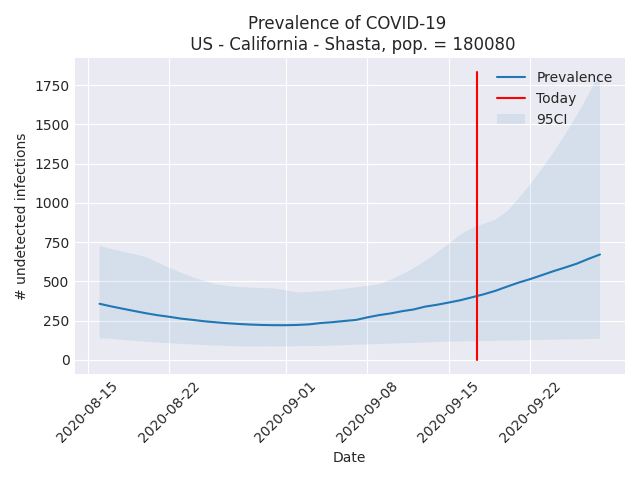 Prevalence of COVID-19
US - California - Shasta, pop. = 180080
Prevalence
Today
95CI
1750
1500
1250
1000
750
500
250
0
# undetected infections
2020-08-15
2020-08-22
2020-09-01
2020-09-08
2020-09-15
2020-09-22
Date